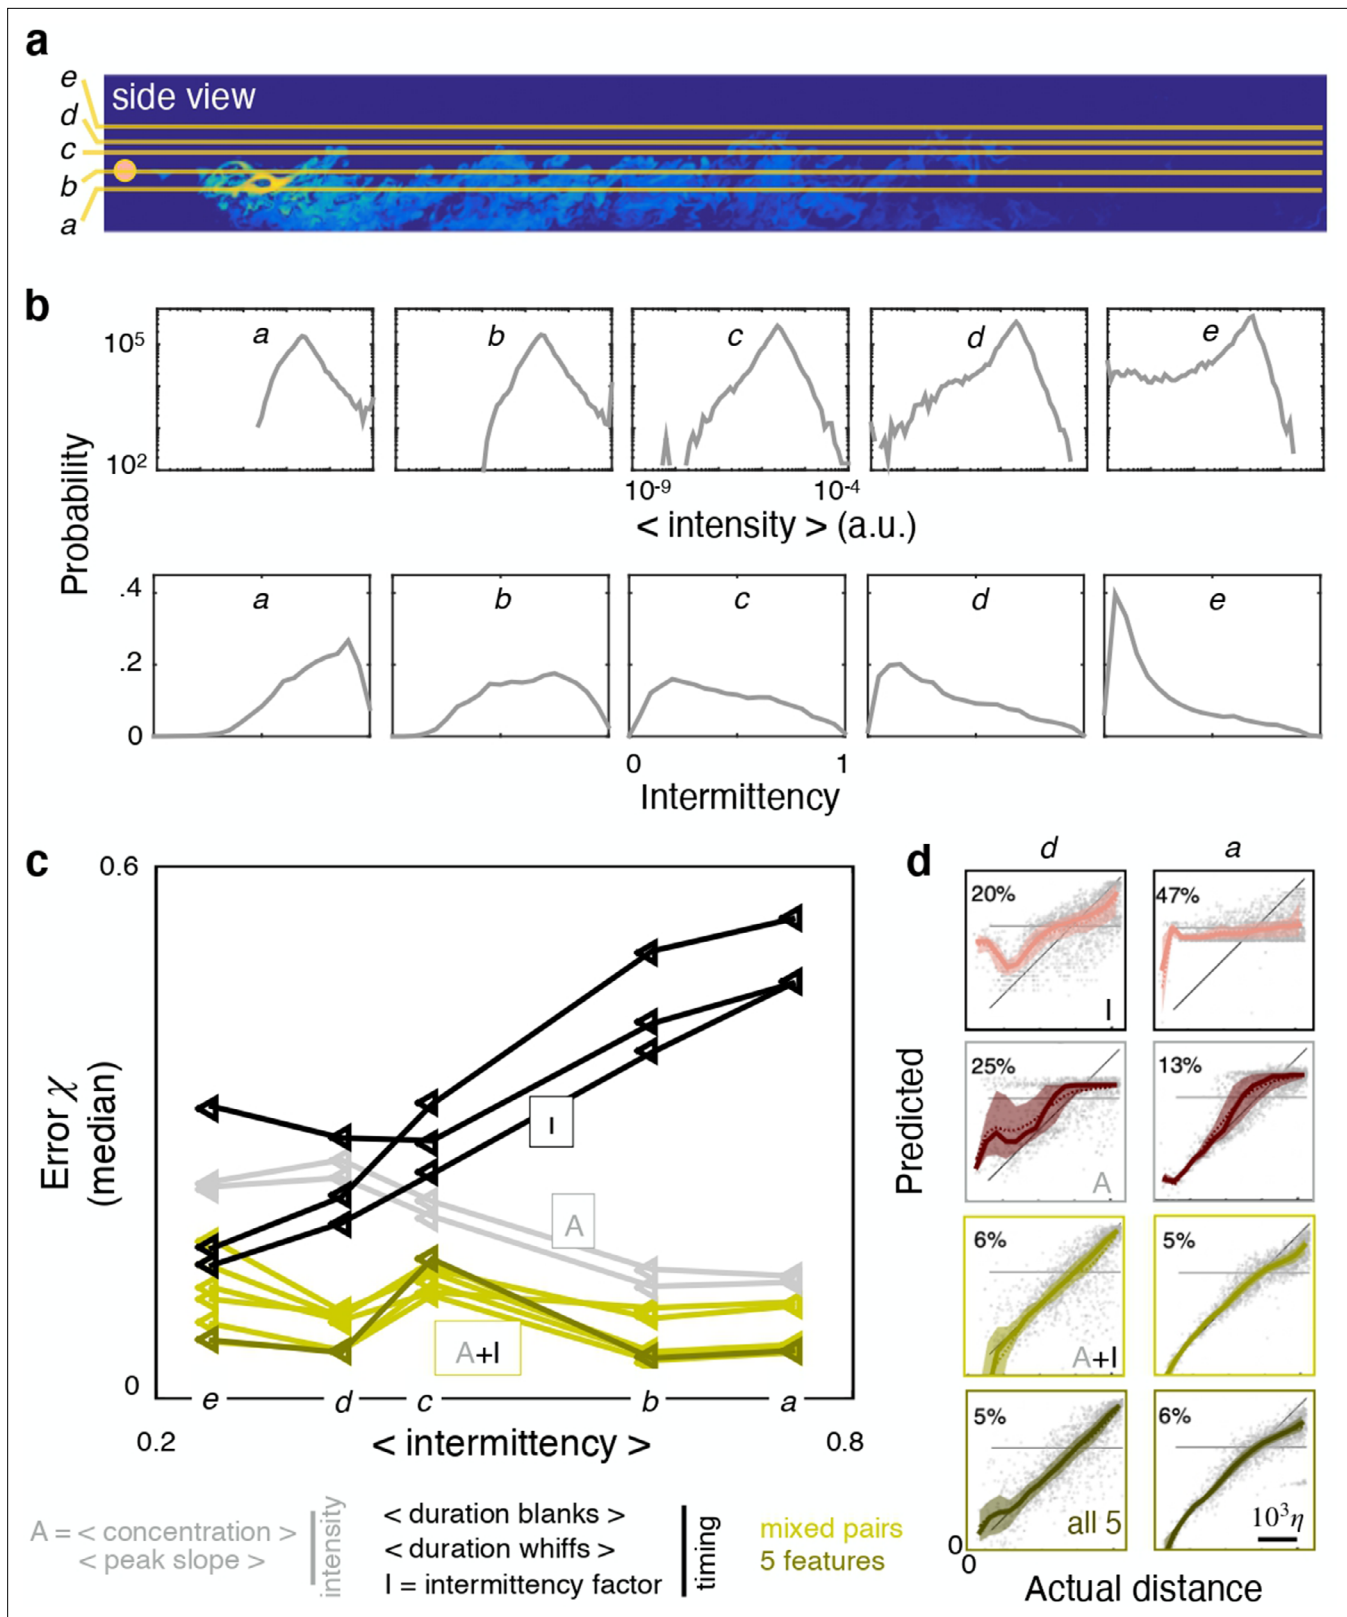 a
e
d
c
b
a
side view
b
Probability
10⁵
10²
a
b
c
d
e
10⁻⁹
10⁻⁴
< intensity > (a.u.)
.4
.2
0
a
b
c
d
e
0
1
Intermittency
c
Error χ
(median)
0.6
0
I
A
A+I
e
d
c
b
a
0.2
< intermittency >
0.8
A = < concentration >
< peak slope >
intensity
< duration blanks >
< duration whiffs >
I = intermittency factor
timing
mixed pairs
5 features
d
d
a
Predicted
20%
I
47%
25%
A
13%
6%
A+I
5%
5%
all 5
6%
10³η
0
0
Actual distance